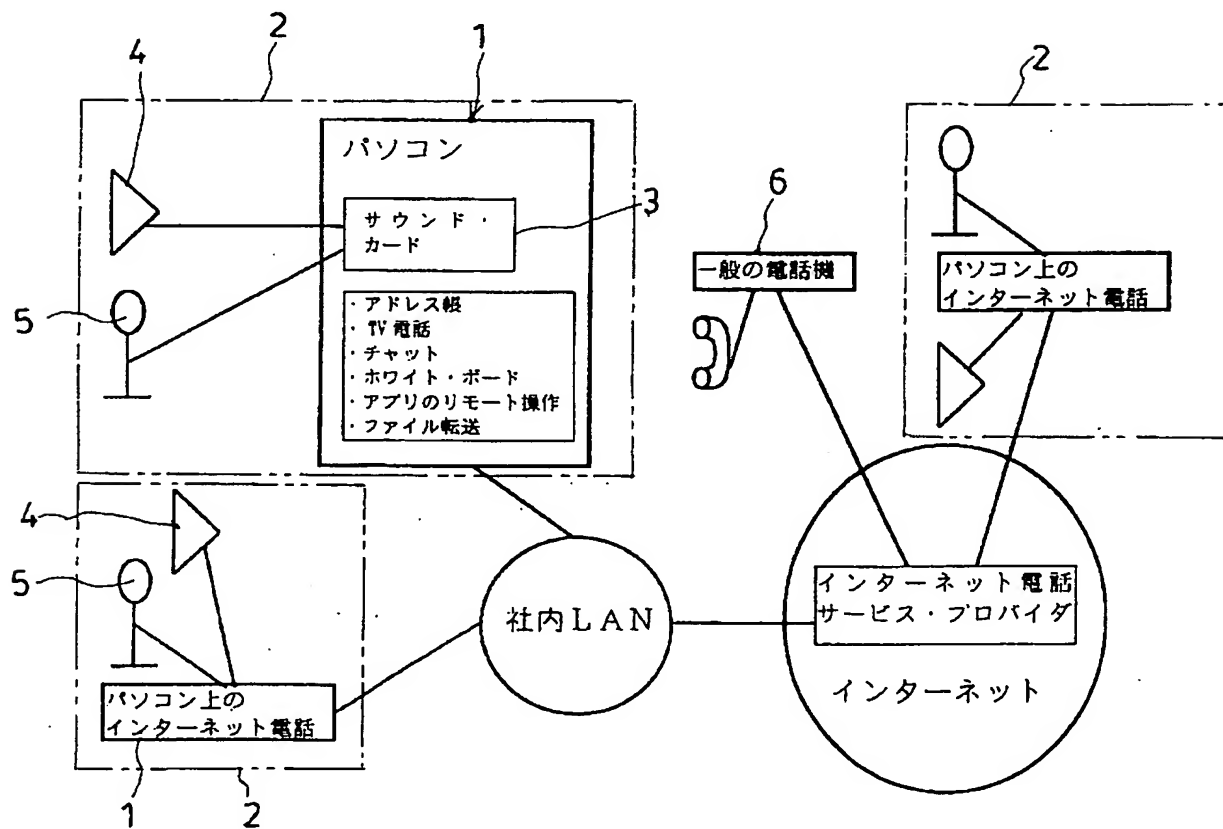 2
1
2
4
パソコン
6
サウンド・
カード
3
一般の電話機
パソコン上の
インターネット電話
5
・アドレス帳
・TV電話
・チャット
・ホワイト・ボード
・アプリのリモート操作
・ファイル転送
4
5
社内LAN
インターネット電話
サービス・プロバイダ
インターネット
パソコン上の
インターネット電話
1
2